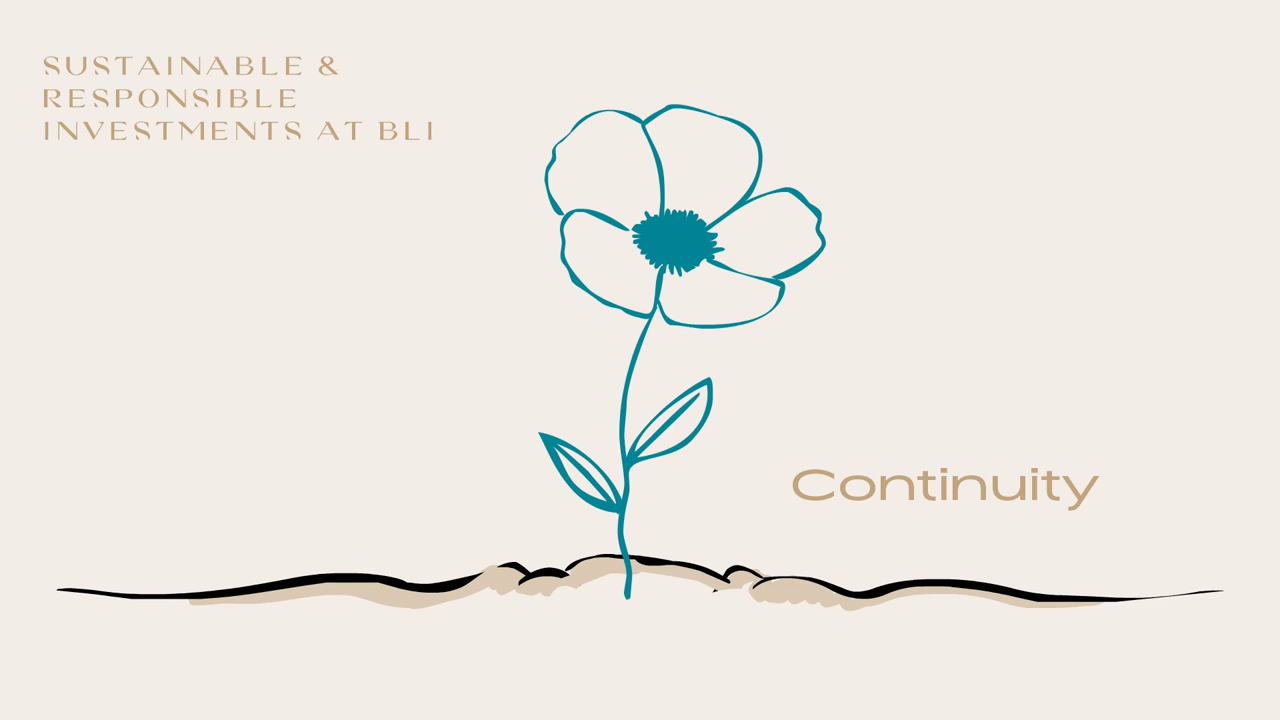 SUSTAINABLE &
RESPONSIBLE
INVESTMENTS AT BLI
Continuity